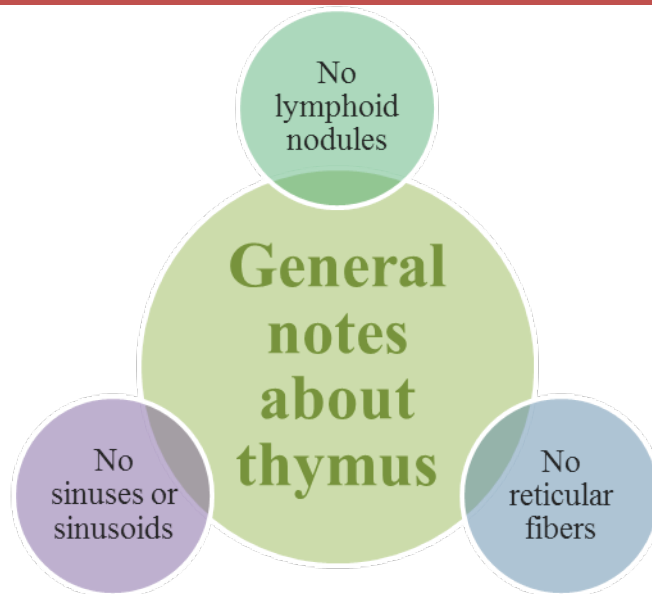 No
lymphoid
nodules
General
notes
about
thymus
No
sinuses or
sinusoids
No
reticular
fibers